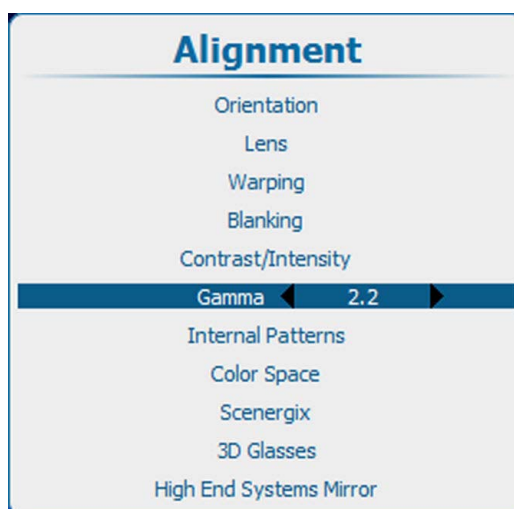 Alignment
Orientation
Lens
Warping
Blanking
Contrast/Intensity
Gamma 2.2
Internal Patterns
Color Space
Scenergix
3D Glasses
High End Systems Mirror